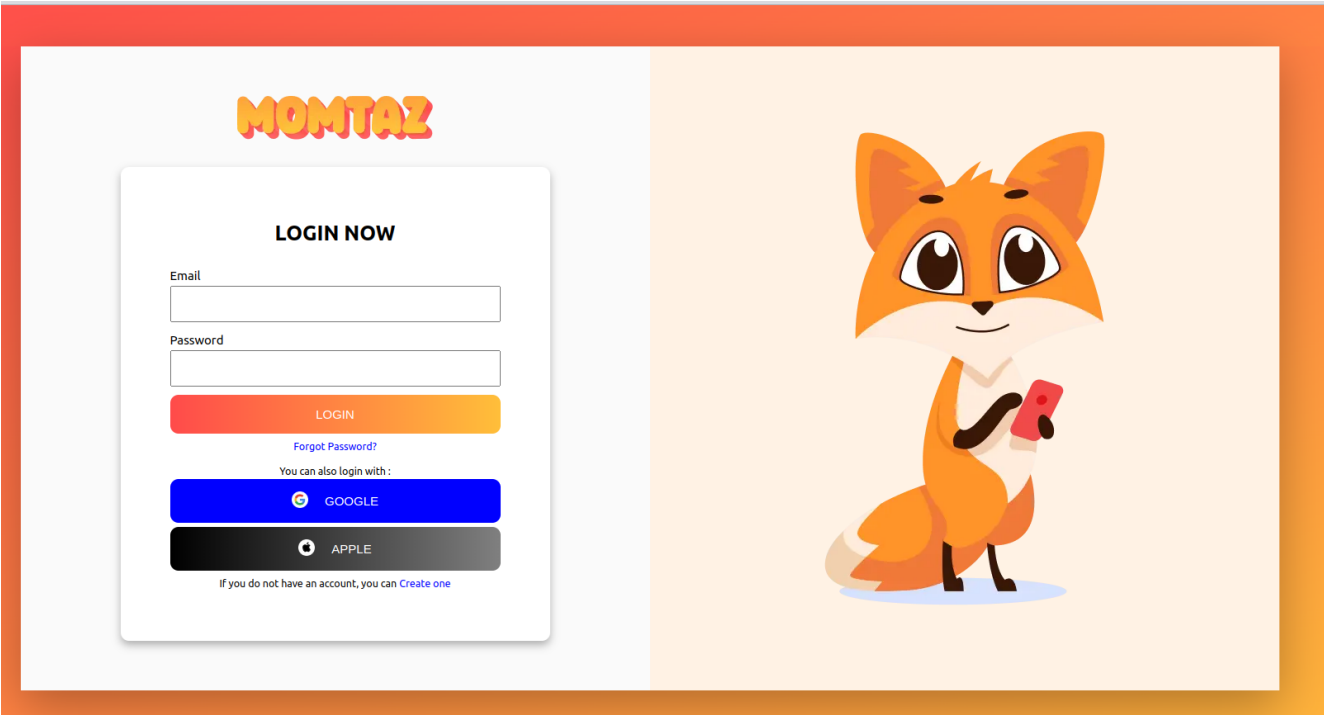 MOMTAZ
LOGIN NOW
Email
Password
LOGIN
Forgot Password?
You can also login with :
GOOGLE
APPLE
If you do not have an account, you can Create one